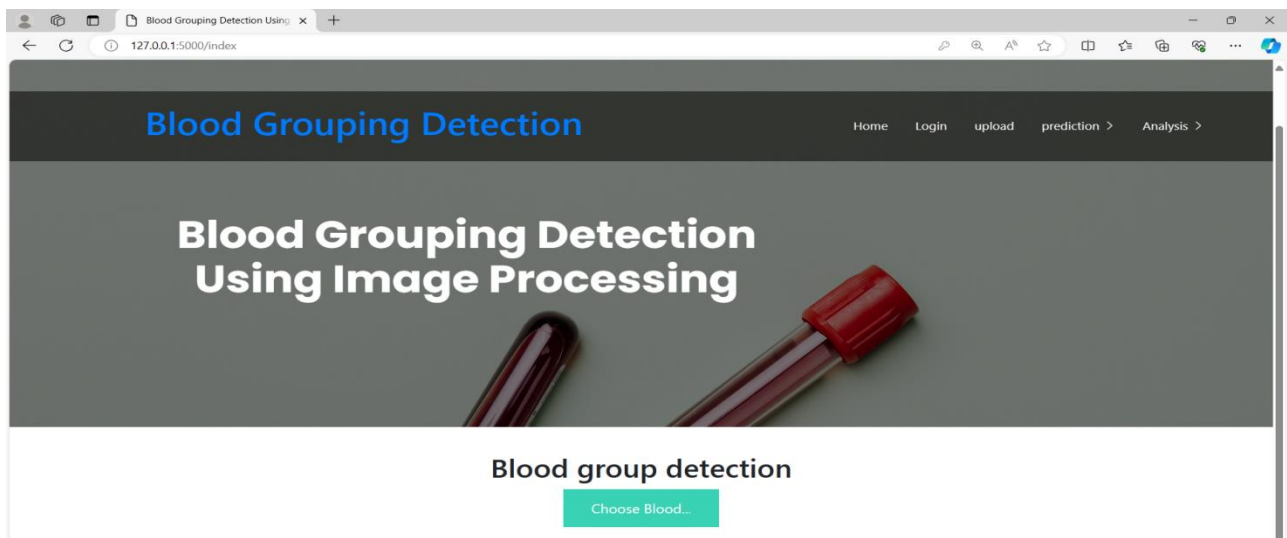 Blood Grouping Detection Using
127.0.0.1:5000/index
Blood Grouping Detection
Home Login upload prediction > Analysis >
Blood Grouping Detection
Using Image Processing
Blood group detection
Choose Blood...